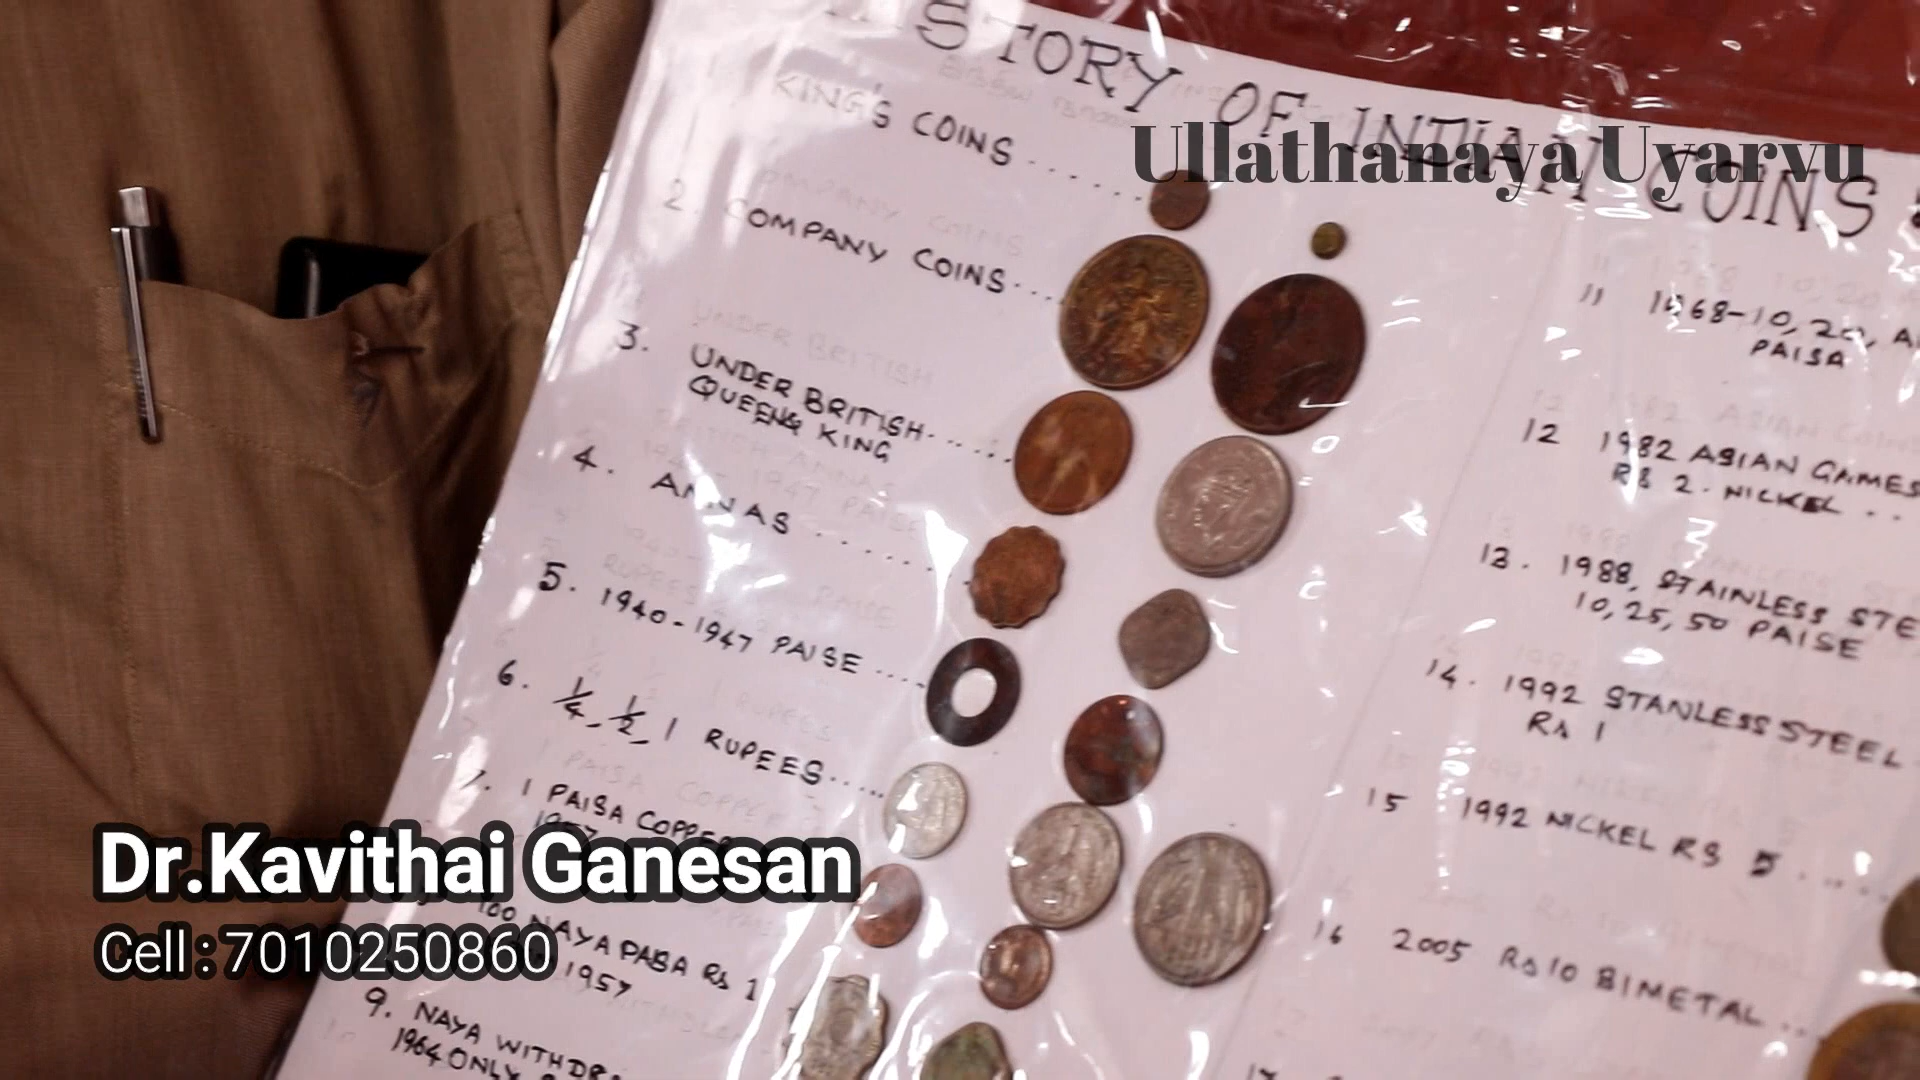 STORY OF INDIAN COINS
Ullathanaya Uyarvu
KING'S COINS
2. COMPANY COINS
3. UNDER BRITISH
QUEEN& KING
4. ANNAS
5. 1940-1947 PAISE
6. 1/4, 1/2, 1 RUPEES
7. 1 PAISA COPPER
1957
100 NAYA PAISA RS 1
1957
9. NAYA WITHDR
1964 ONLY
11 1968-10, 20,
PAISA
12 1982 ASIAN GAMES
RS 2. NICKEL
13. 1988, STAINLESS STE
10, 25, 50 PAISE
14. 1992 STANLESS STEEL
RS 1
15 1992 NICKEL RS 5
16 2005 RS 10 BIMETAL
17
Dr.Kavithai Ganesan
Cell : 7010250860